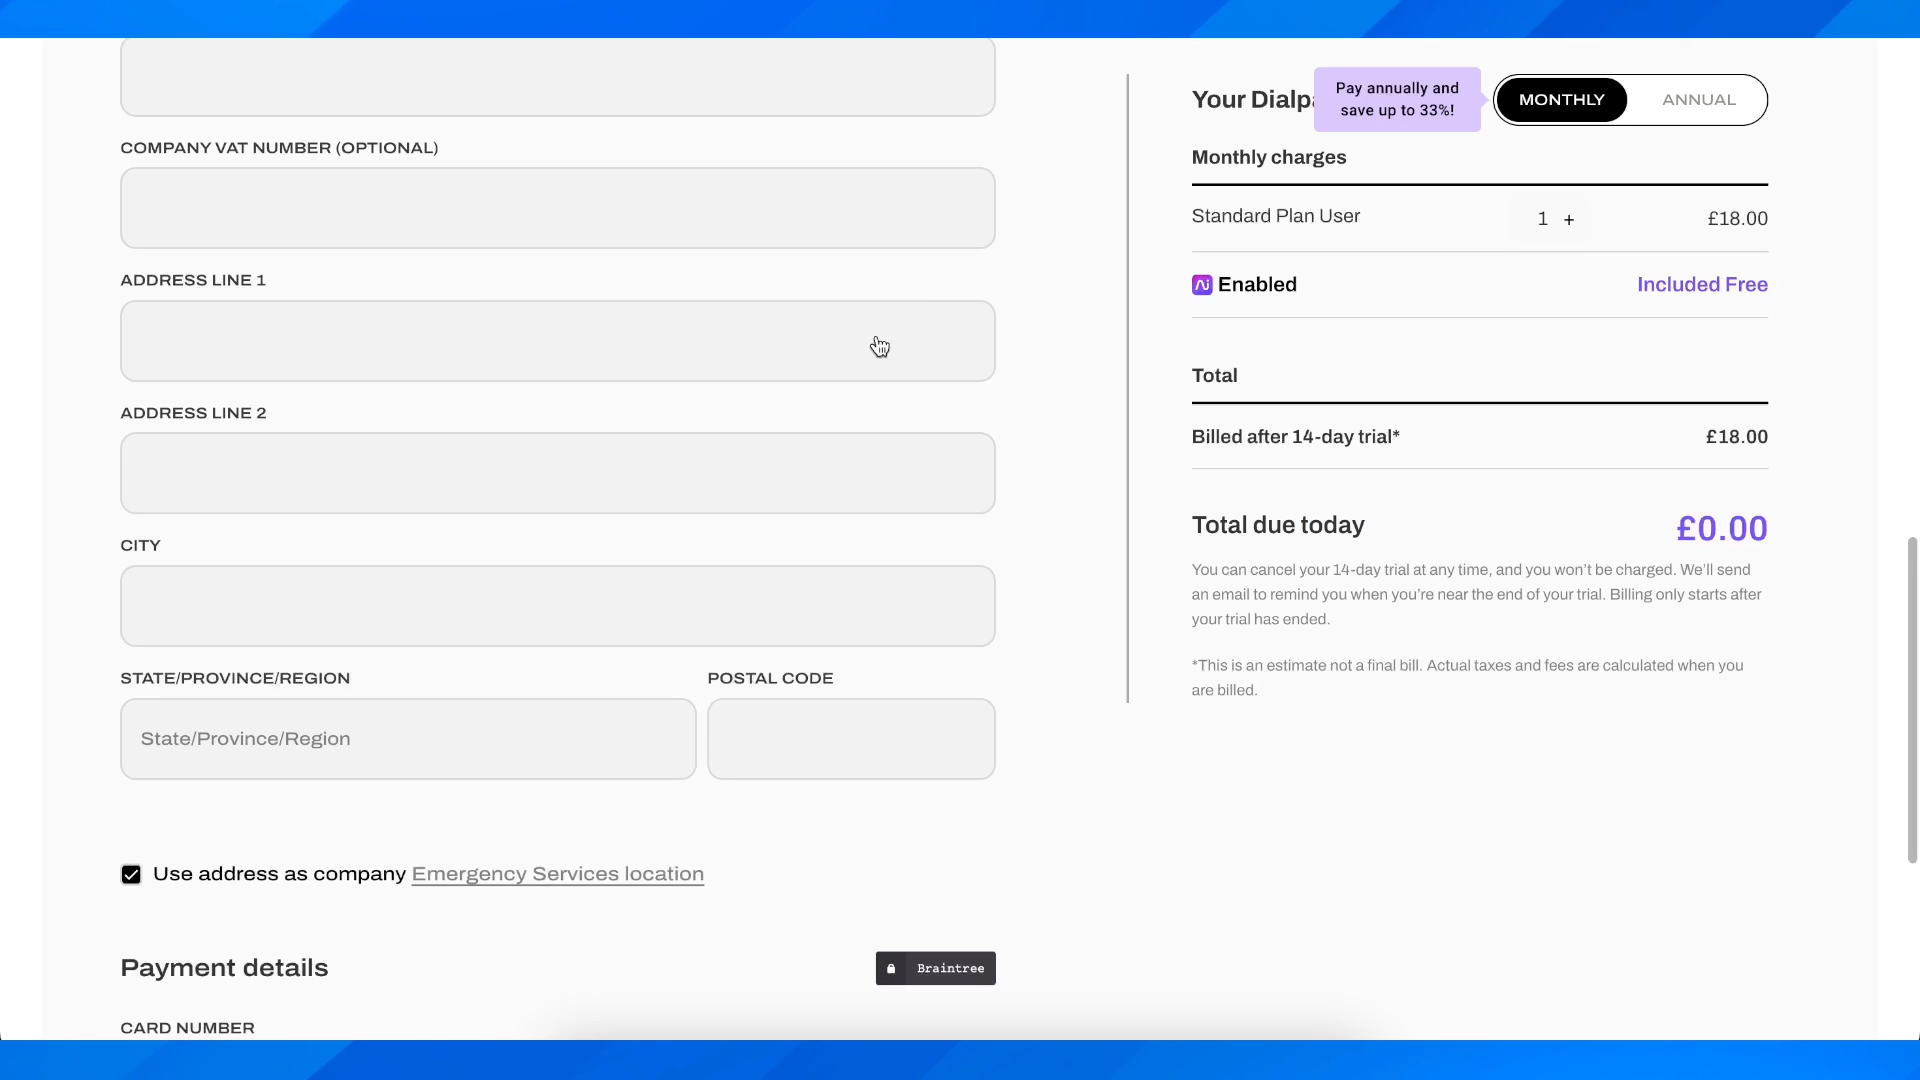 COMPANY VAT NUMBER (OPTIONAL)
ADDRESS LINE 1
ADDRESS LINE 2
CITY
STATE/PROVINCE/REGION
POSTAL CODE
State/Province/Region
Use address as company Emergency Services location
Payment details
Braintree
CARD NUMBER
Your Dialp
Pay annually and
save up to 33%!
MONTHLY
ANNUAL
Monthly charges
Standard Plan User 1 + £18.00
Ai Enabled Included Free
Total
Billed after 14-day trial* £18.00
Total due today £0.00
You can cancel your 14-day trial at any time, and you won’t be charged. We’ll send
an email to remind you when you’re near the end of your trial. Billing only starts after
your trial has ended.
*This is an estimate not a final bill. Actual taxes and fees are calculated when you
are billed.